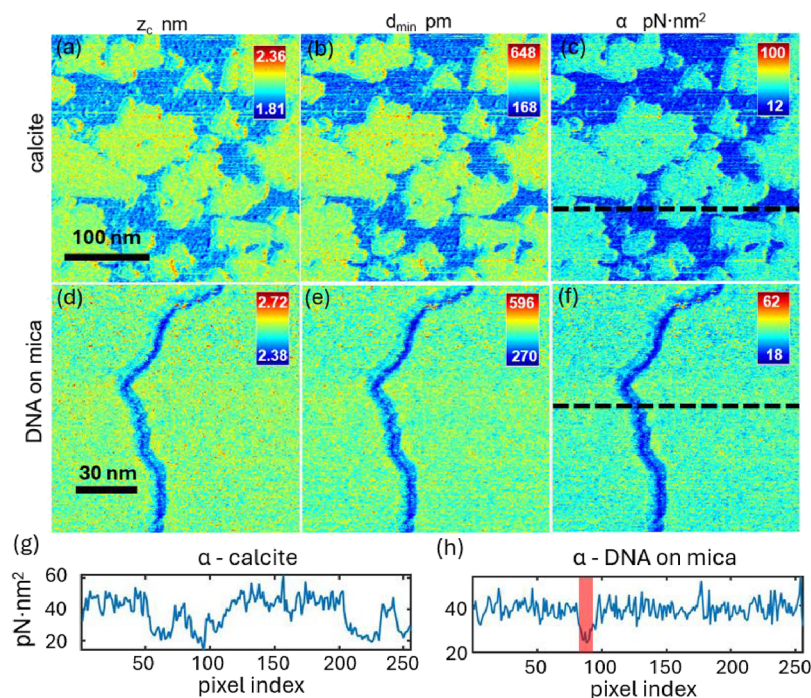 z_c nm
d_min pm
α pN·nm²
calcite
(a)
2.36
1.81
100 nm
(b)
648
168
(c)
100
12
DNA on mica
(d)
2.72
2.38
30 nm
(e)
596
270
(f)
62
18
(g)
α - calcite
pN·nm²
60
40
20
50
100
150
200
250
pixel index
(h)
α - DNA on mica
60
40
20
50
100
150
200
250
pixel index